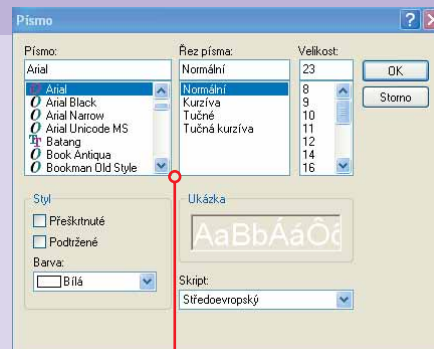 Písmo
Písmo:
Řez písma:
Velikost:
Arial
Normální
23
OK
Storno
Arial
Arial Black
Arial Narrow
Arial Unicode MS
Batang
Book Antiqua
Bookman Old Style
Normální
Kurzíva
Tučné
Tučná kurzíva
8
9
10
11
12
14
16
Styl
Přeškrtnuté
Podtržené
Barva:
Bílá
Ukázka
AaBbÁáÔô
Skript:
Středoevropský